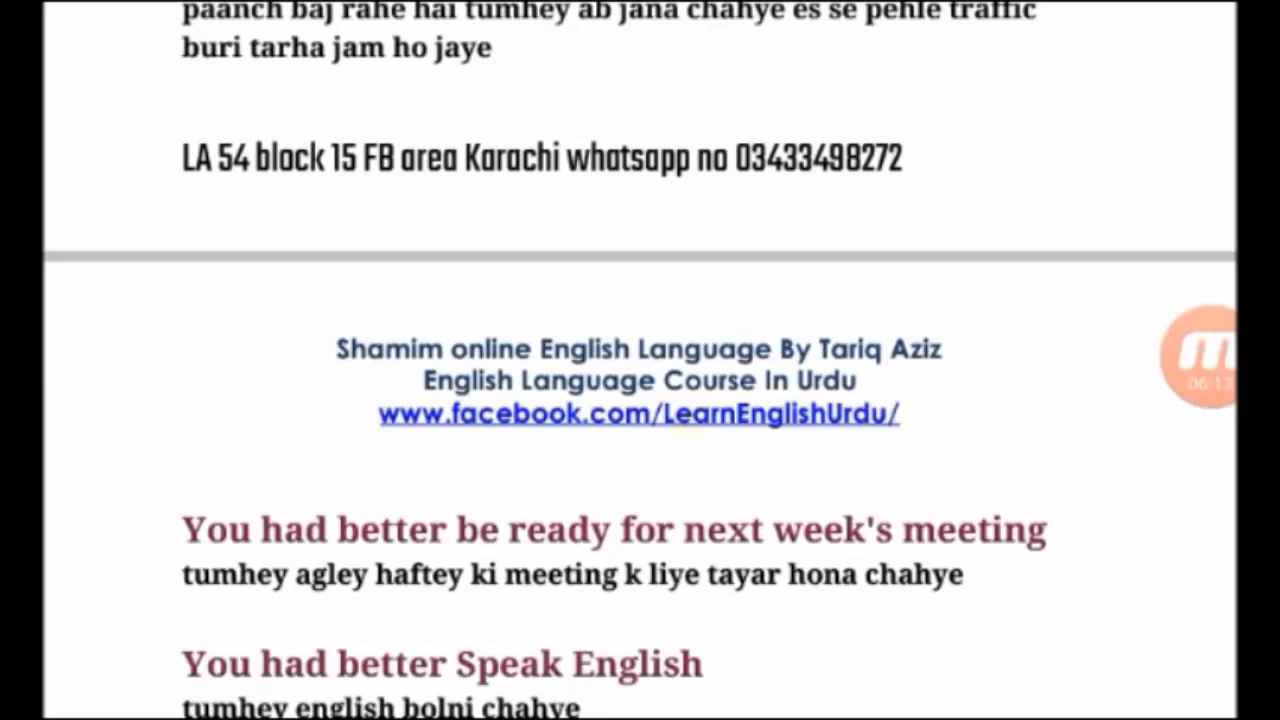 paanch baj rahe hai tumhey ab jana chahye es se pehle traffic
buri tarha jam ho jaye
LA 54 block 15 FB area Karachi whatsapp no 03433498272
Shamim online English Language By Tariq Aziz
English Language Course In Urdu
www.facebook.com/LearnEnglishUrdu/
06:13
You had better be ready for next week's meeting
tumhey agley haftey ki meeting k liye tayar hona chahye
You had better Speak English
tumhey english bolni chahye